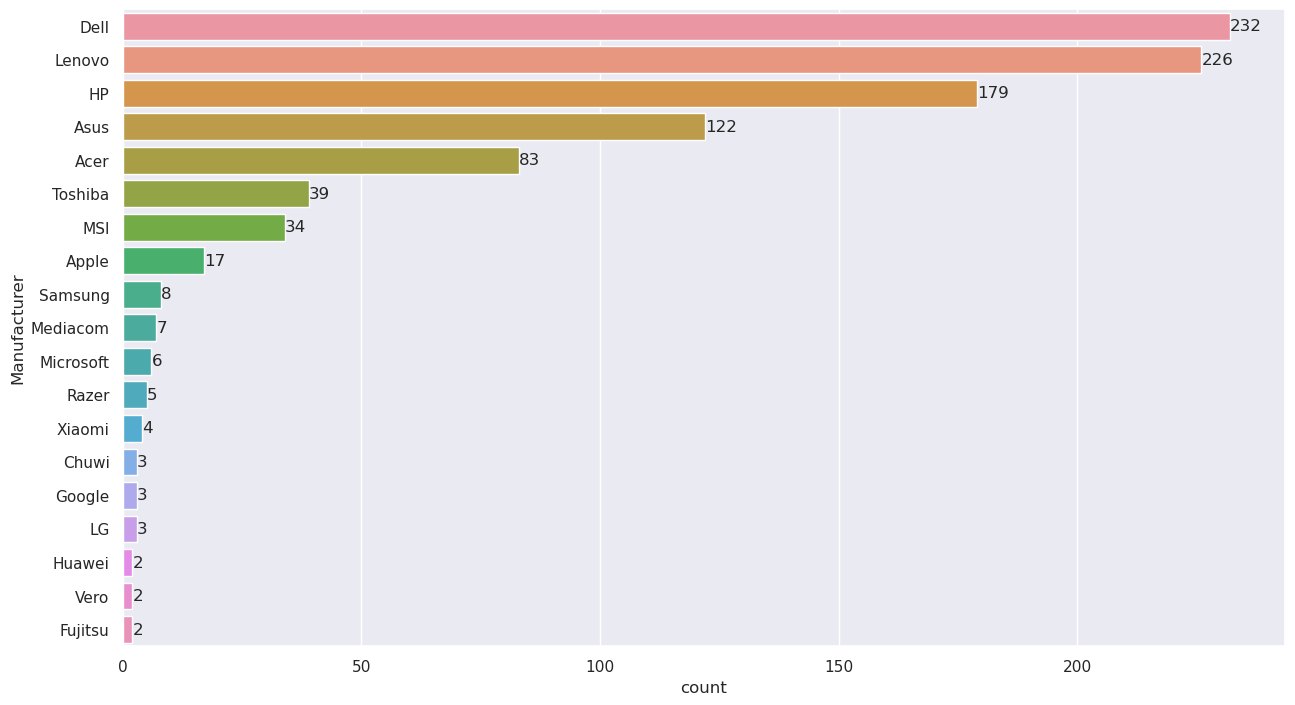 Dell 232
Lenovo 226
HP 179
Asus 122
Acer 83
Toshiba 39
MSI 34
Apple 17
Samsung 8
Mediacom 7
Microsoft 6
Razer 5
Xiaomi 4
Chuwi 3
Google 3
LG 3
Huawei 2
Vero 2
Fujitsu 2
Manufacturer
0 50 100 150 200
count